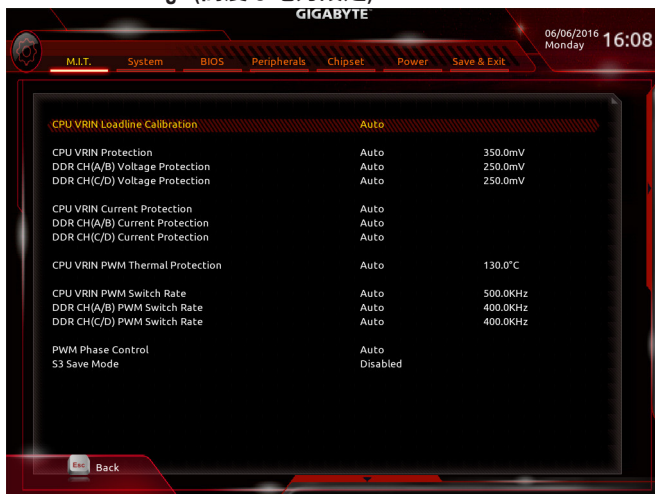 GIGABYTE™
06/06/2016
Monday
16:08
M.I.T. System BIOS Peripherals Chipset Power Save & Exit
CPU VRIN Loadline Calibration Auto
CPU VRIN Protection Auto 350.0mV
DDR CH(A/B) Voltage Protection Auto 250.0mV
DDR CH(C/D) Voltage Protection Auto 250.0mV
CPU VRIN Current Protection Auto
DDR CH(A/B) Current Protection Auto
DDR CH(C/D) Current Protection Auto
CPU VRIN PWM Thermal Protection Auto 130.0°C
CPU VRIN PWM Switch Rate Auto 500.0KHz
DDR CH(A/B) PWM Switch Rate Auto 400.0KHz
DDR CH(C/D) PWM Switch Rate Auto 400.0KHz
PWM Phase Control Auto
S3 Save Mode Disabled
Esc Back